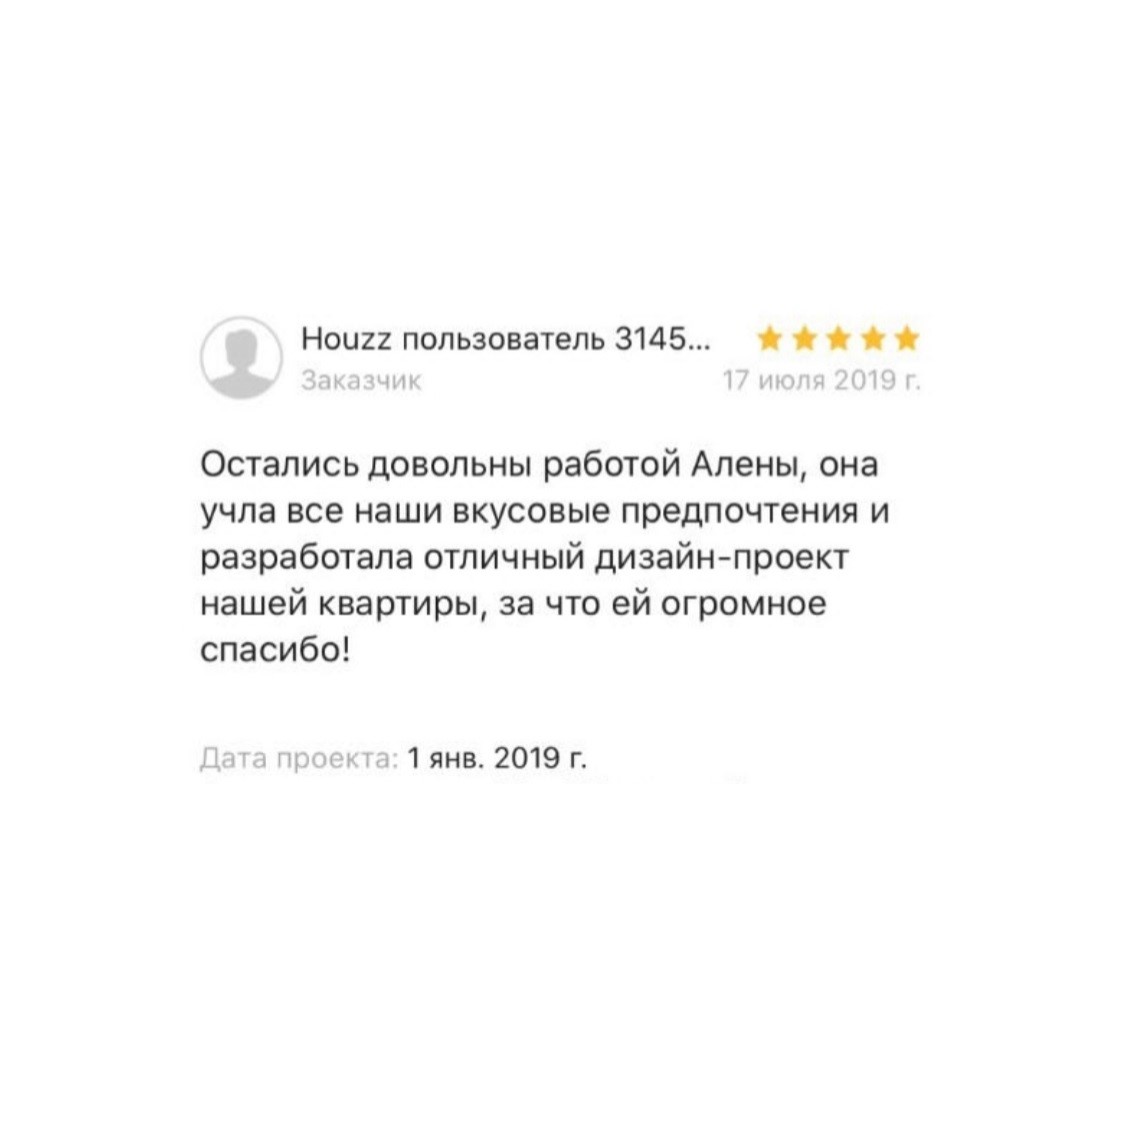 Houzz пользователь 3145... ★★★★★
Заказчик 17 июля 2019 г.
Остались довольны работой Алены, она
учла все наши вкусовые предпочтения и
разработала отличный дизайн-проект
нашей квартиры, за что ей огромное
спасибо!
Дата проекта: 1 янв. 2019 г.